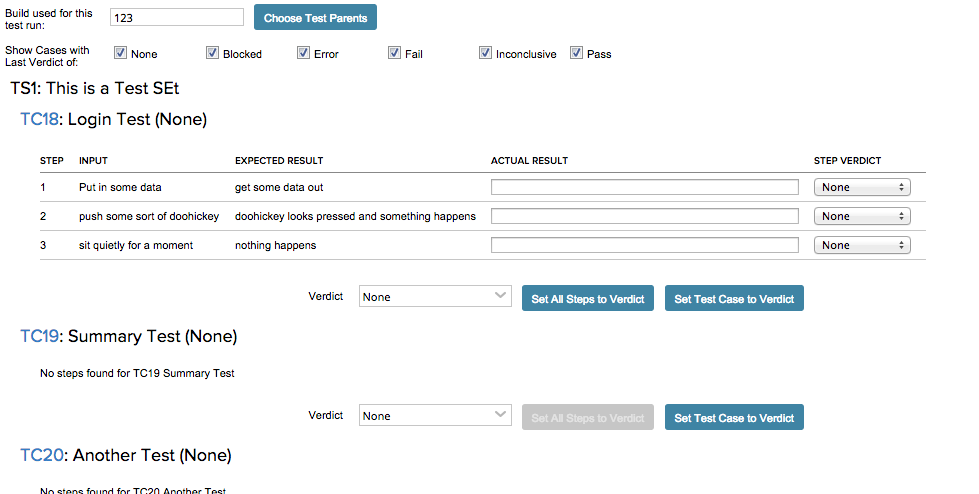 Build used for this test run: 123 Choose Test Parents
Show Cases with Last Verdict of: None Blocked Error Fail Inconclusive Pass
TS1: This is a Test SEt
TC18: Login Test (None)
STEP INPUT EXPECTED RESULT ACTUAL RESULT STEP VERDICT
1 Put in some data get some data out None
2 push some sort of doohickey doohickey looks pressed and something happens None
3 sit quietly for a moment nothing happens None
Verdict None Set All Steps to Verdict Set Test Case to Verdict
TC19: Summary Test (None)
No steps found for TC19 Summary Test
Verdict None Set All Steps to Verdict Set Test Case to Verdict
TC20: Another Test (None)
No steps found for TC20 Another Test